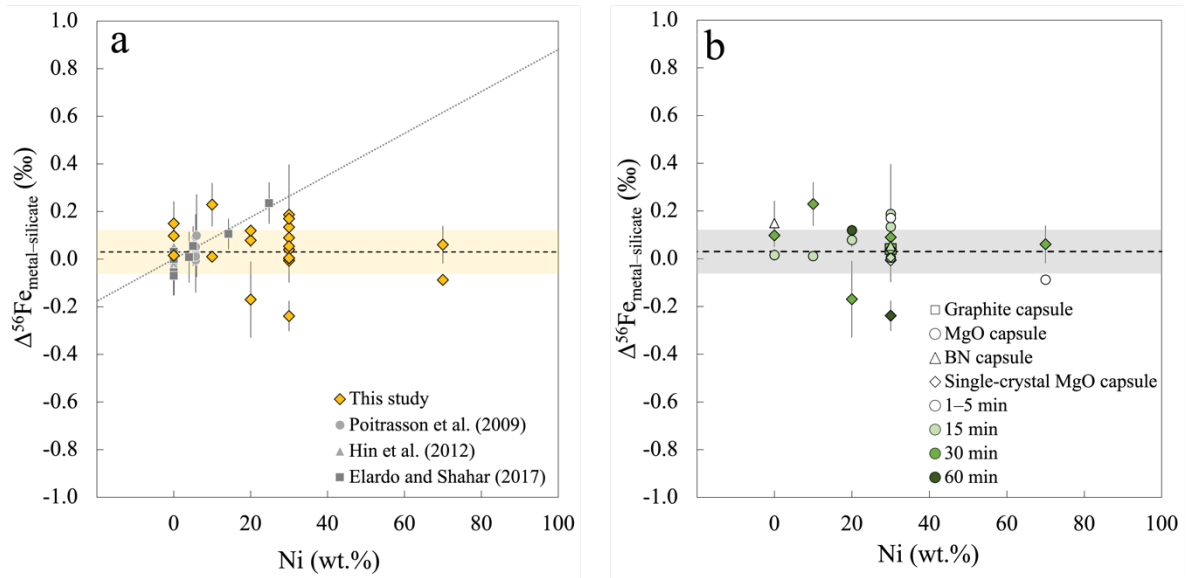 a
1.0
0.8
0.6
0.4
0.2
0.0
-0.2
-0.4
-0.6
-0.8
-1.0
Δ⁵⁶Fe metal–silicate (‰)
0 20 40 60 80 100
Ni (wt.%)
This study
Poitrasson et al. (2009)
Hin et al. (2012)
Elardo and Shahar (2017)
b
1.0
0.8
0.6
0.4
0.2
0.0
-0.2
-0.4
-0.6
-0.8
-1.0
Δ⁵⁶Fe metal–silicate (‰)
0 20 40 60 80 100
Ni (wt.%)
Graphite capsule
MgO capsule
BN capsule
Single-crystal MgO capsule
1–5 min
15 min
30 min
60 min